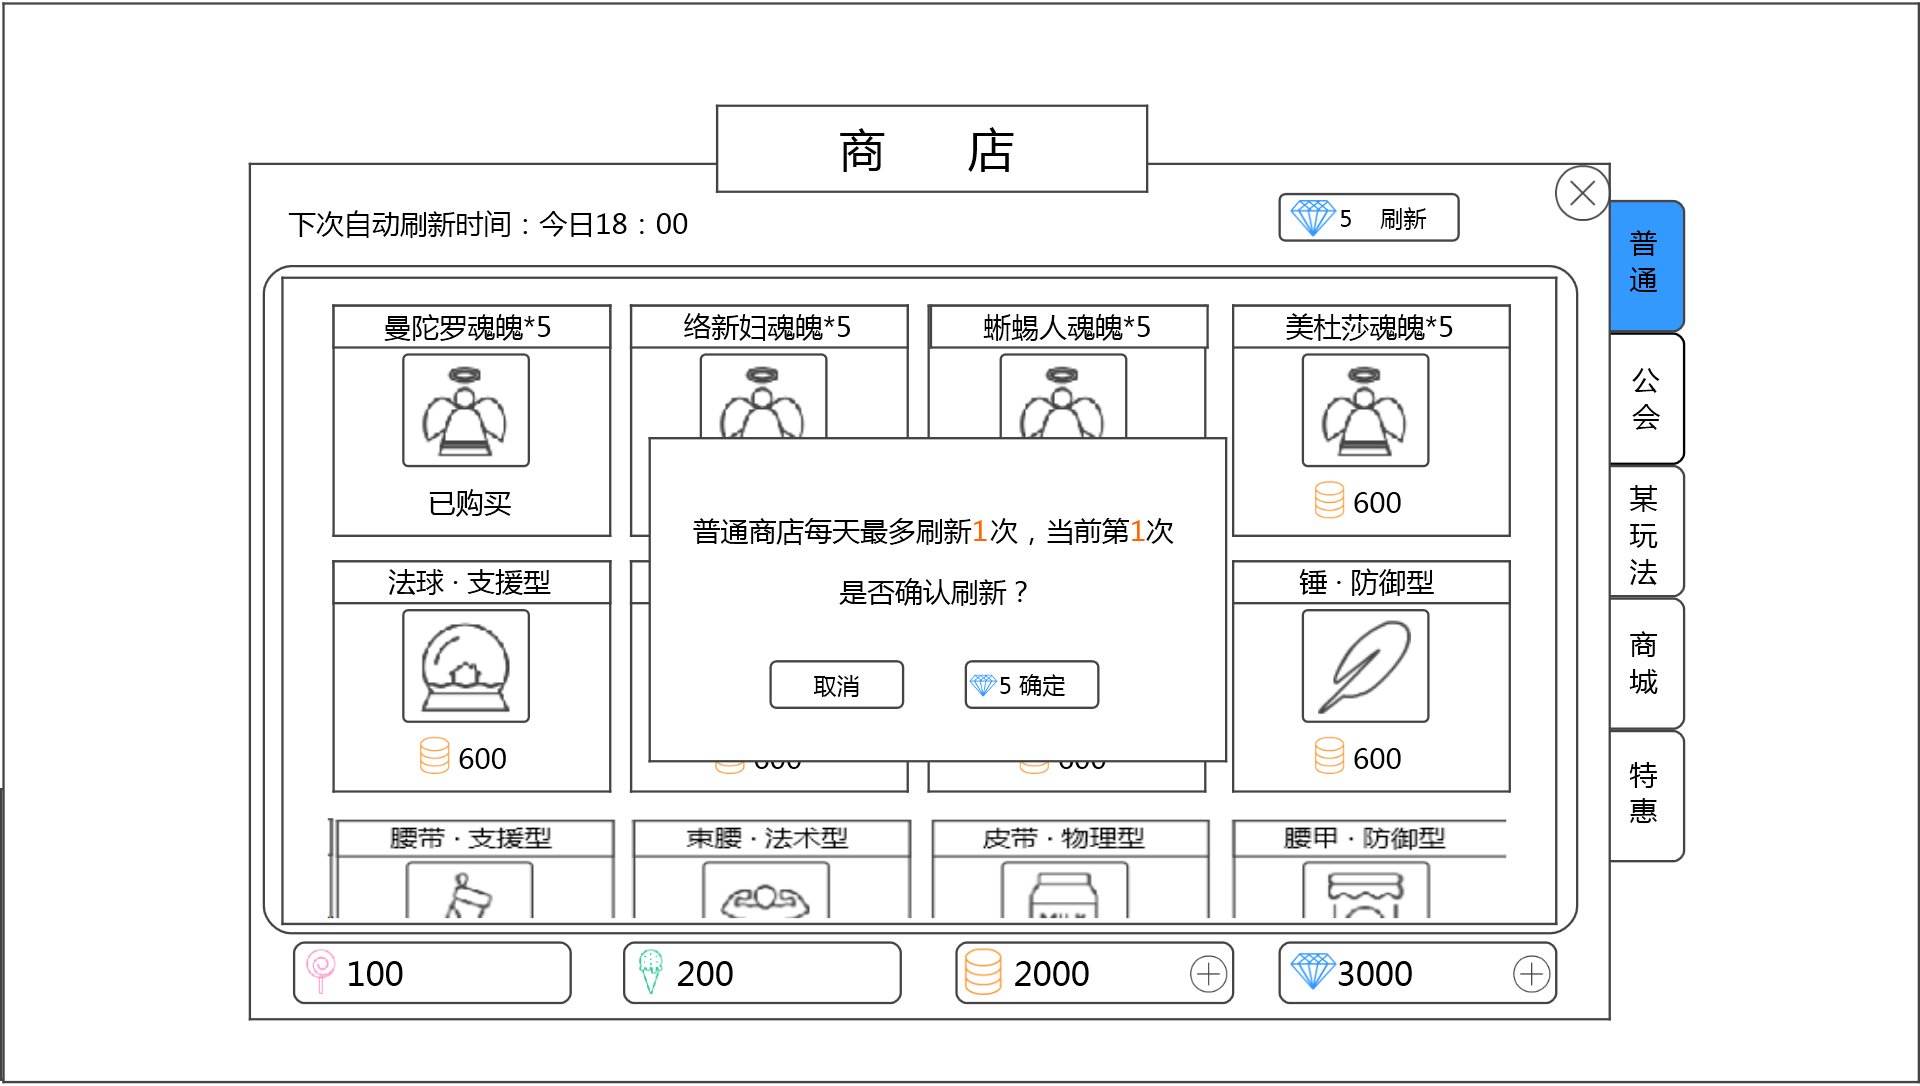 商 店
下次自动刷新时间：今日18：00
5 刷新
普通
公会
某玩法
商城
特惠
曼陀罗魂魄*5
络新妇魂魄*5
蜥蜴人魂魄*5
美杜莎魂魄*5
已购买
600
普通商店每天最多刷新1次，当前第1次
是否确认刷新？
取消
5 确定
法球·支援型
锤·防御型
600
600
600
600
腰带·支援型
束腰·法术型
皮带·物理型
腰甲·防御型
MILK
100
200
2000
3000